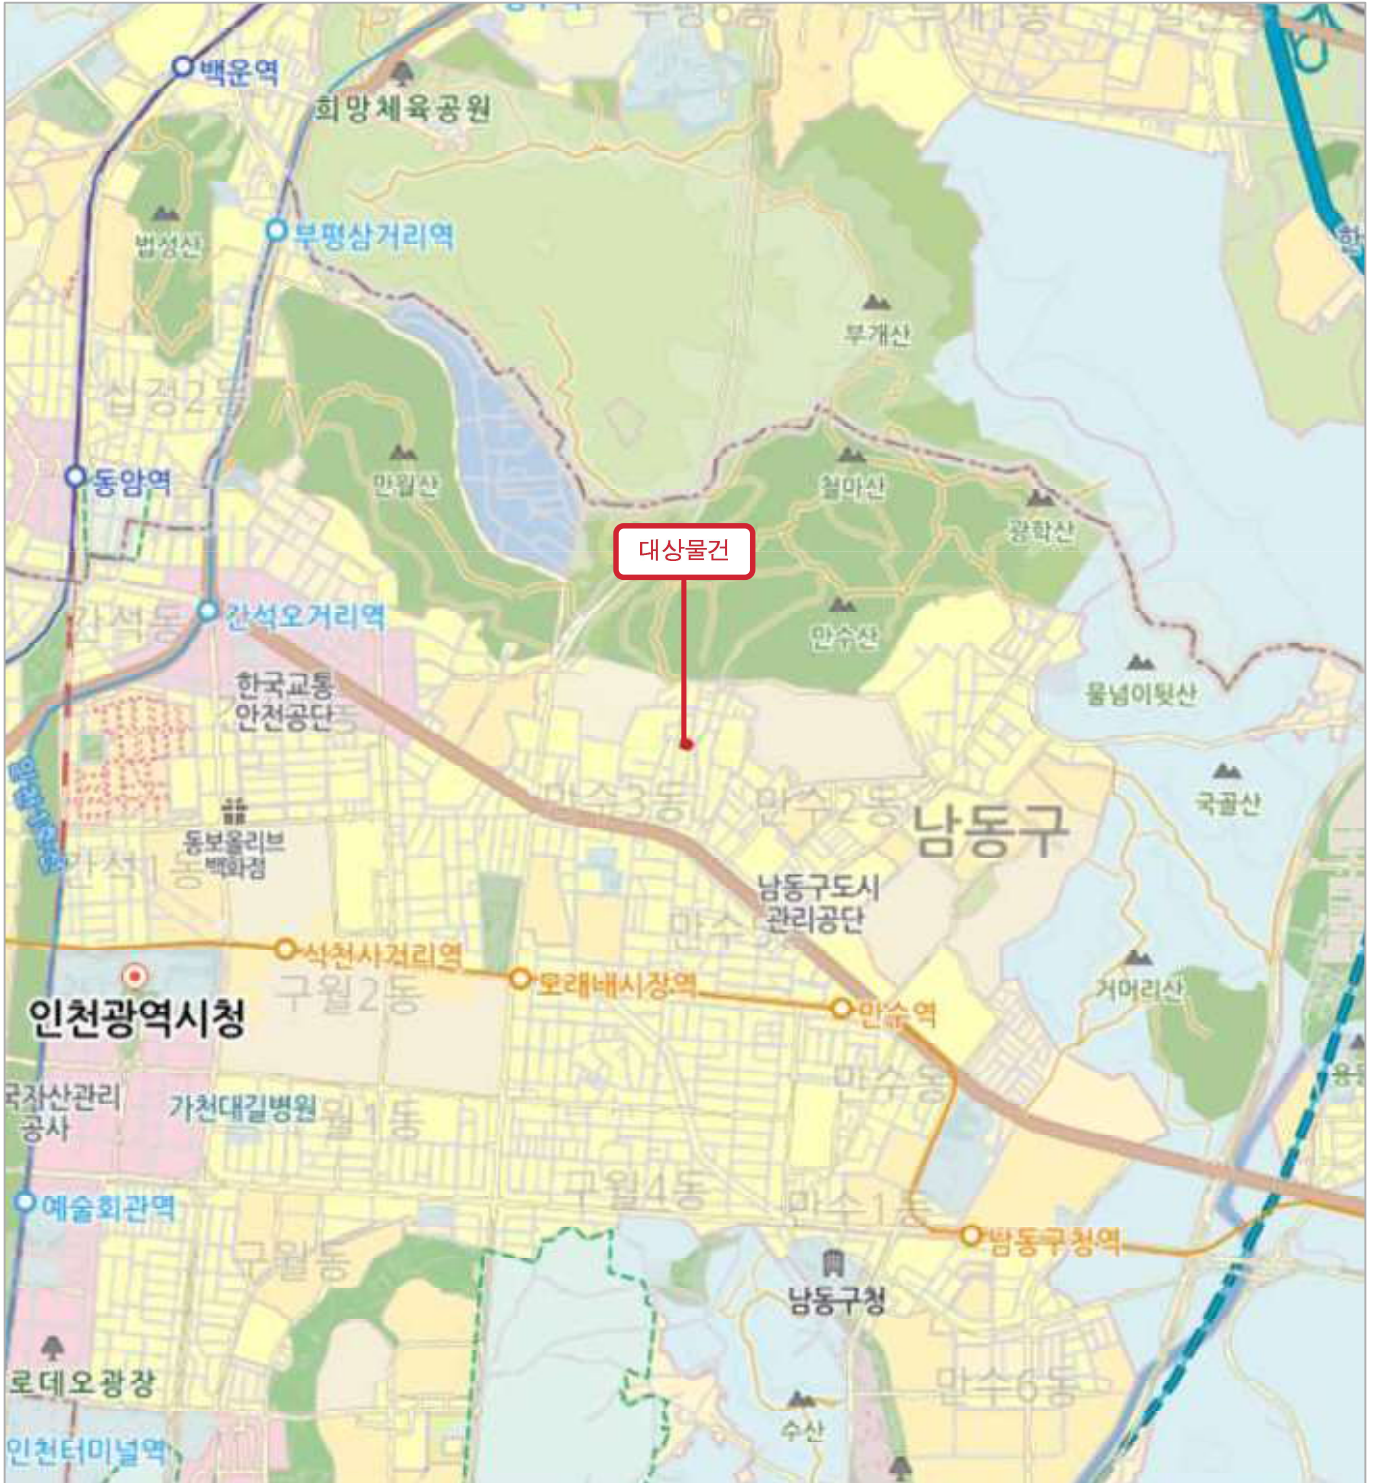 백운역
희망체육공원
법성산
부평삼거리역
부개산
십정2동
만월산
철마산
동암역
광학산
대상물건
간석동
간석오거리역
만수산
한국교통
안전공단
물넘이뒷산
국골산
만수3동
만수2동
남동구
동보올리브
백화점
간석1동
남동구도시
관리공단
석천사거리역
모래내시장역
만수역
거머리산
구월2동
인천광역시청
만수동
국자산관리
공사
가천대길병원
월1동
구월4동
만수1동
예술회관역
구월동
남동구청역
남동구청
로데오광장
만수6동
수산
인천터미널역